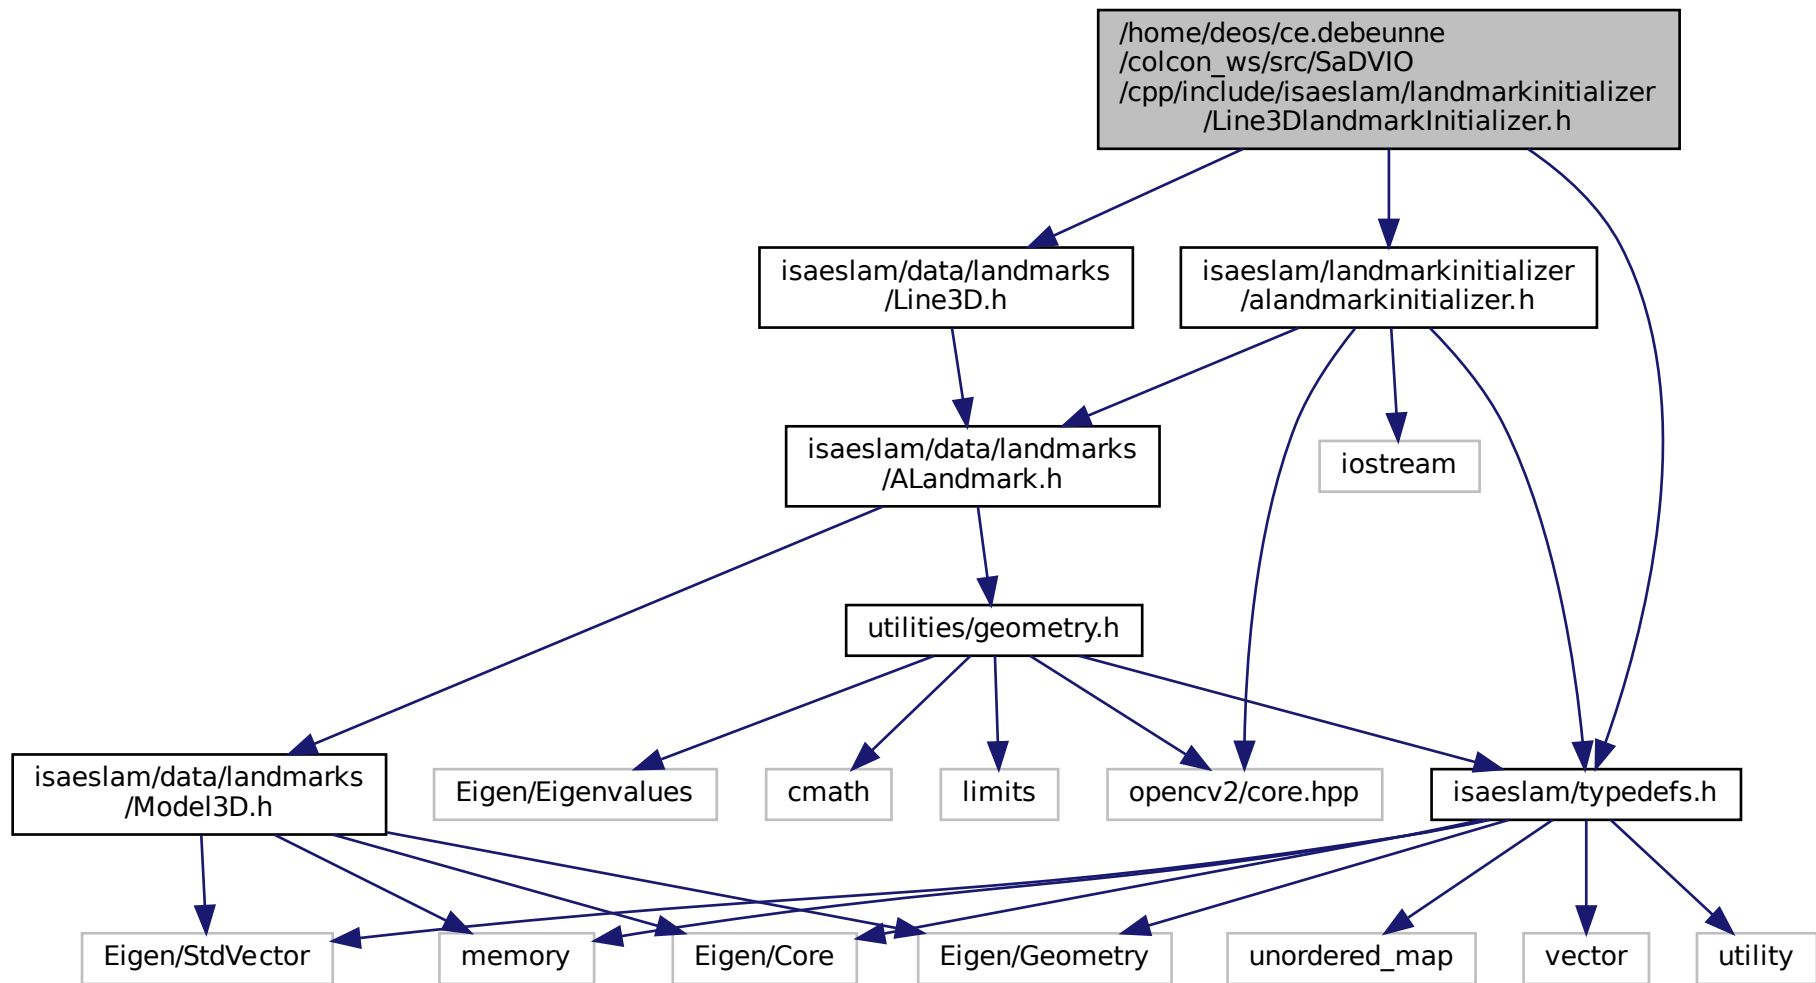 /home/deos/ce.debeunne
/colcon_ws/src/SaDVIO
/cpp/include/isaeslam/landmarkinitializer
/Line3DlandmarkInitializer.h
isaeslam/data/landmarks
/Line3D.h
isaeslam/landmarkinitializer
/alandmarkinitializer.h
isaeslam/data/landmarks
/ALandmark.h
iostream
utilities/geometry.h
isaeslam/data/landmarks
/Model3D.h
Eigen/Eigenvalues
cmath
limits
opencv2/core.hpp
isaeslam/typedefs.h
Eigen/StdVector
memory
Eigen/Core
Eigen/Geometry
unordered_map
vector
utility